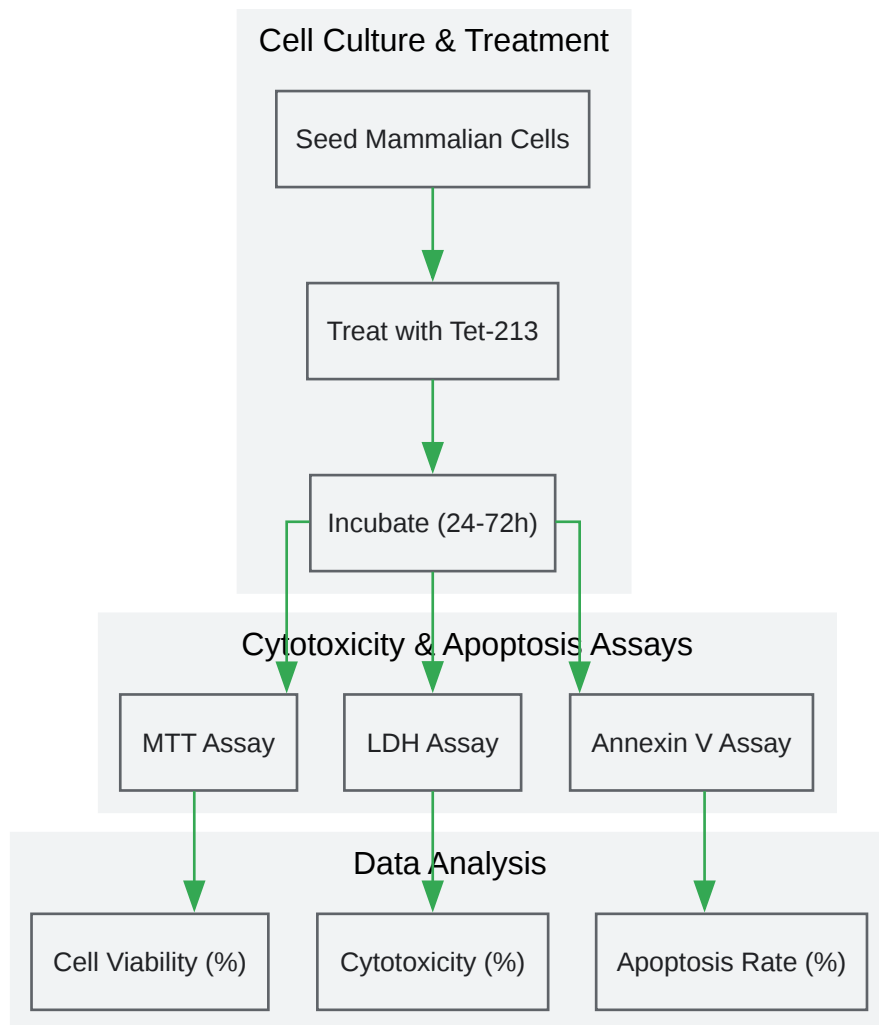 Cell Culture & Treatment
Seed Mammalian Cells
Treat with Tet-213
Incubate (24-72h)
Cytotoxicity & Apoptosis Assays
MTT Assay
LDH Assay
Annexin V Assay
Data Analysis
Cell Viability (%)
Cytotoxicity (%)
Apoptosis Rate (%)